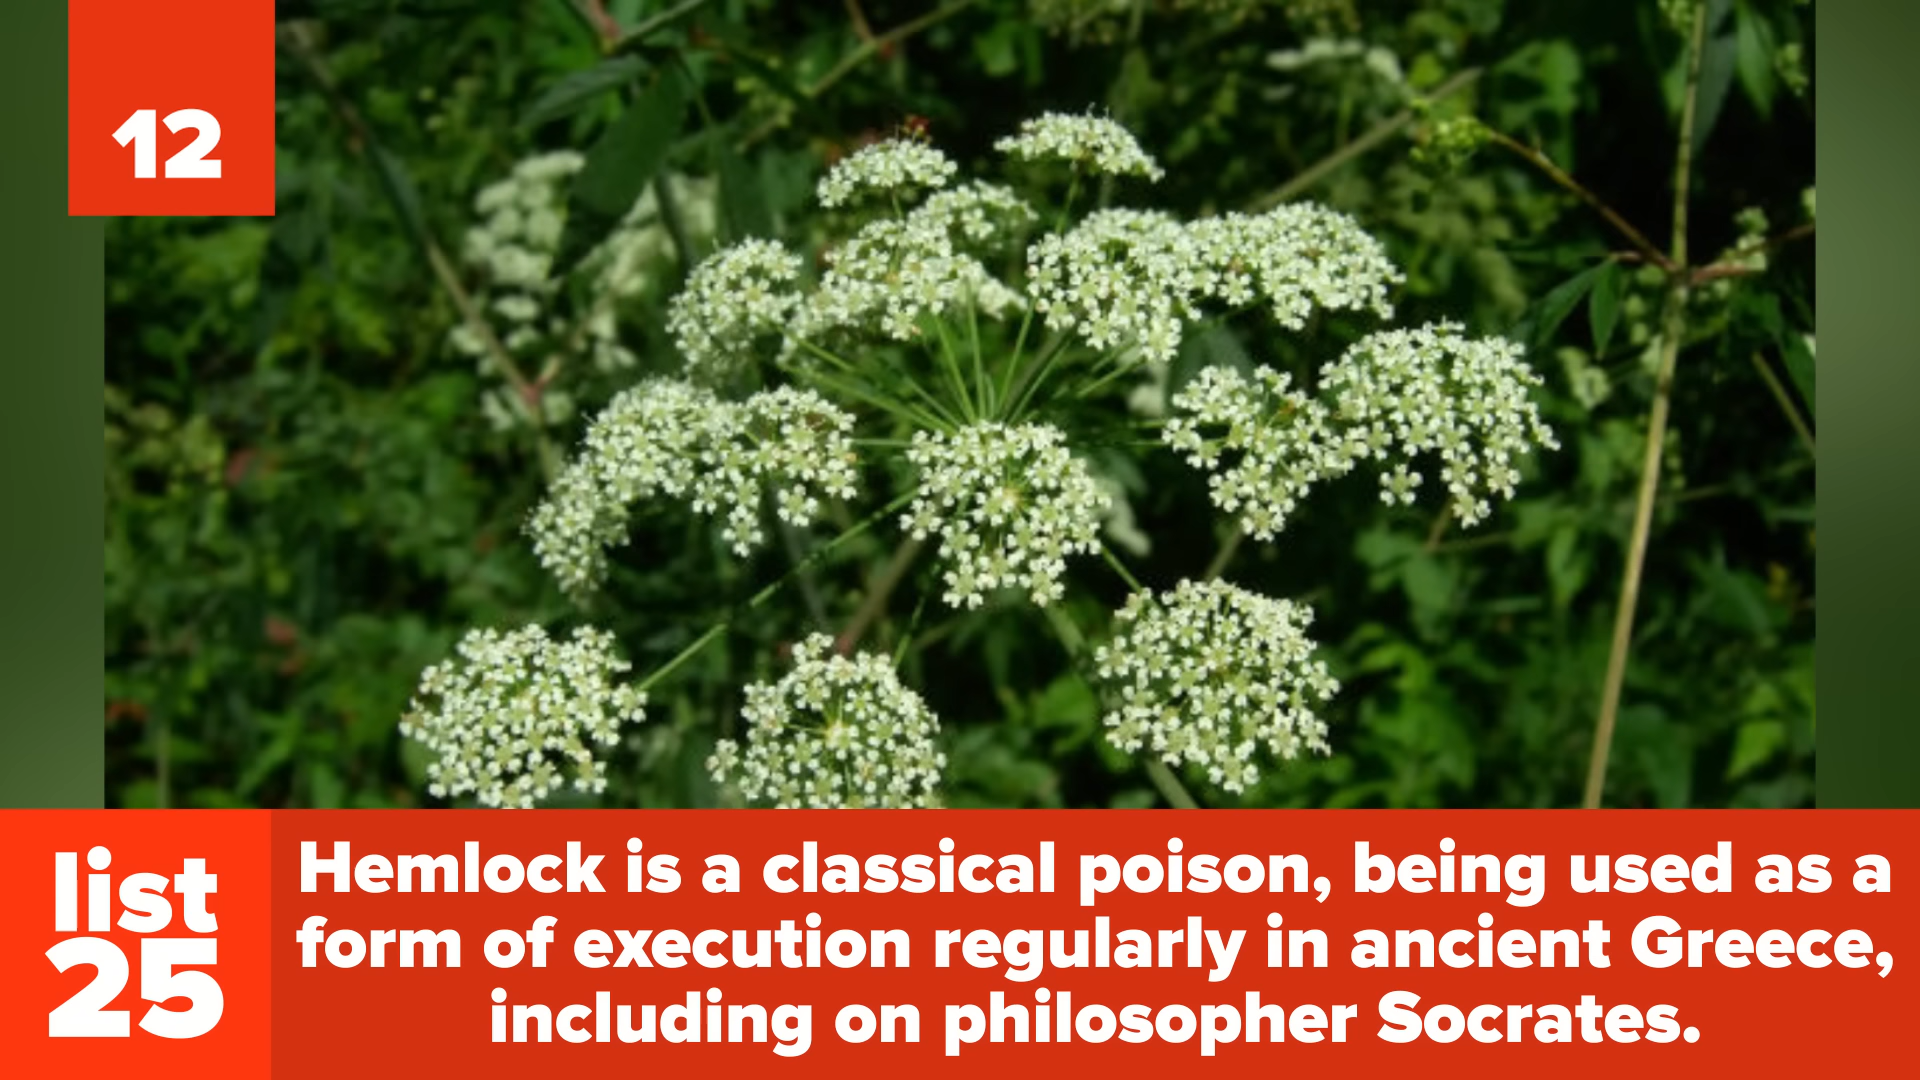 12
list
25
Hemlock is a classical poison, being used as a
form of execution regularly in ancient Greece,
including on philosopher Socrates.